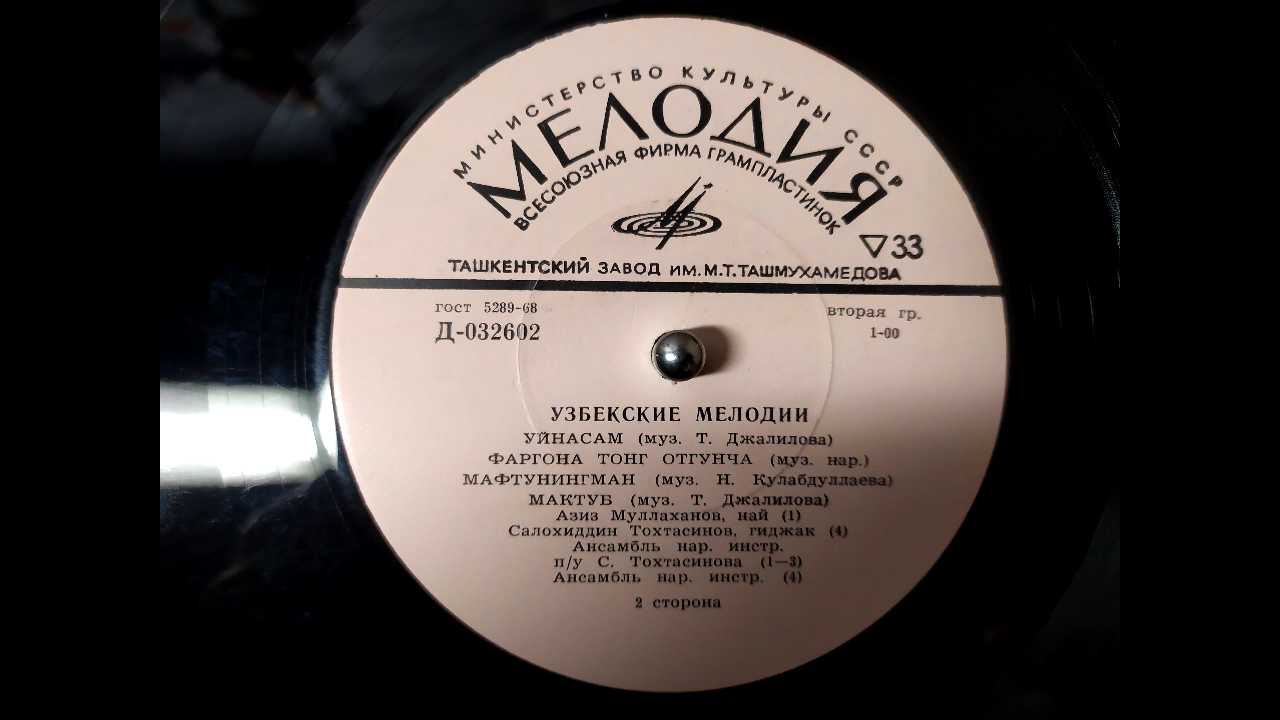 МИНИСТЕРСТВО КУЛЬТУРЫ СССР
МЕЛОДИЯ
ВСЕСОЮЗНАЯ ФИРМА ГРАМПЛАСТИНОК
▽33
ТАШКЕНТСКИЙ ЗАВОД ИМ. М.Т. ТАШМУХАМЕДОВА
гост 5289-68
вторая гр.
Д-032602
1-00
УЗБЕКСКИЕ МЕЛОДИИ
УЙНАСАМ (муз. Т. Джалилова)
ФАРГОНА ТОНГ ОТГУНЧА (муз. нар.)
МАФТУНИНГМАН (муз. Н. Кулабдуллаева)
МАКТУБ (муз. Т. Джалилова)
Азиз Муллаханов, най (1)
Салохиддин Тохтасинов, гиджак (4)
Ансамбль нар. инстр.
п/у С. Тохтасинова (1—3)
Ансамбль нар. инстр. (4)
2 сторона